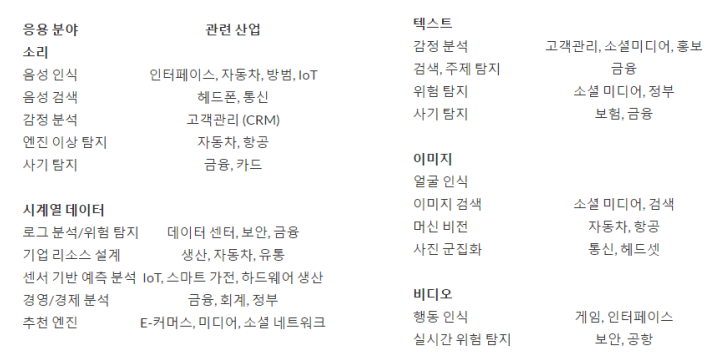 응용 분야 관련 산업
소리
음성 인식 인터페이스, 자동차, 방범, IoT
음성 검색 헤드폰, 통신
감정 분석 고객관리 (CRM)
엔진 이상 탐지 자동차, 항공
사기 탐지 금융, 카드
시계열 데이터
로그 분석/위험 탐지 데이터 센터, 보안, 금융
기업 리소스 설계 생산, 자동차, 유통
센서 기반 예측 분석 IoT, 스마트 가전, 하드웨어 생산
경영/경제 분석 금융, 회계, 정부
추천 엔진 E-커머스, 미디어, 소셜 네트워크
텍스트
감정 분석 고객관리, 소셜미디어, 홍보
검색, 주제 탐지 금융
위험 탐지 소셜 미디어, 정부
사기 탐지 보험, 금융
이미지
얼굴 인식
이미지 검색 소셜 미디어, 검색
머신 비전 자동차, 항공
사진 군집화 통신, 헤드셋
비디오
행동 인식 게임, 인터페이스
실시간 위험 탐지 보안, 공항